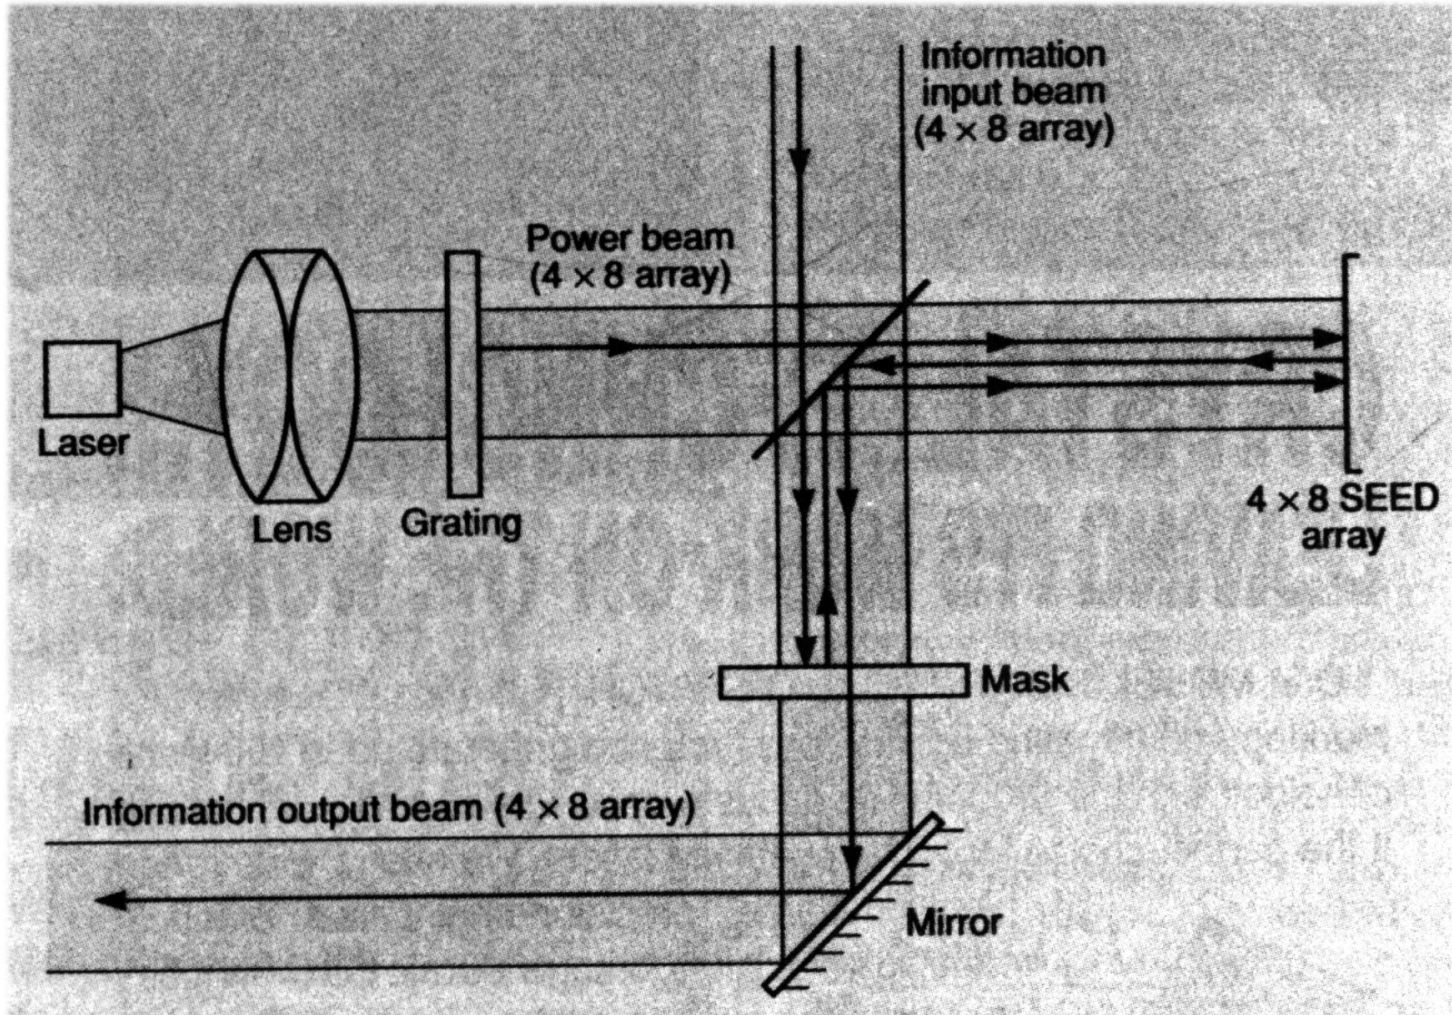 Information
input beam
(4 × 8 array)
Power beam
(4 × 8 array)
Laser
Lens
Grating
4 × 8 SEED
array
Mask
Information output beam (4 × 8 array)
Mirror